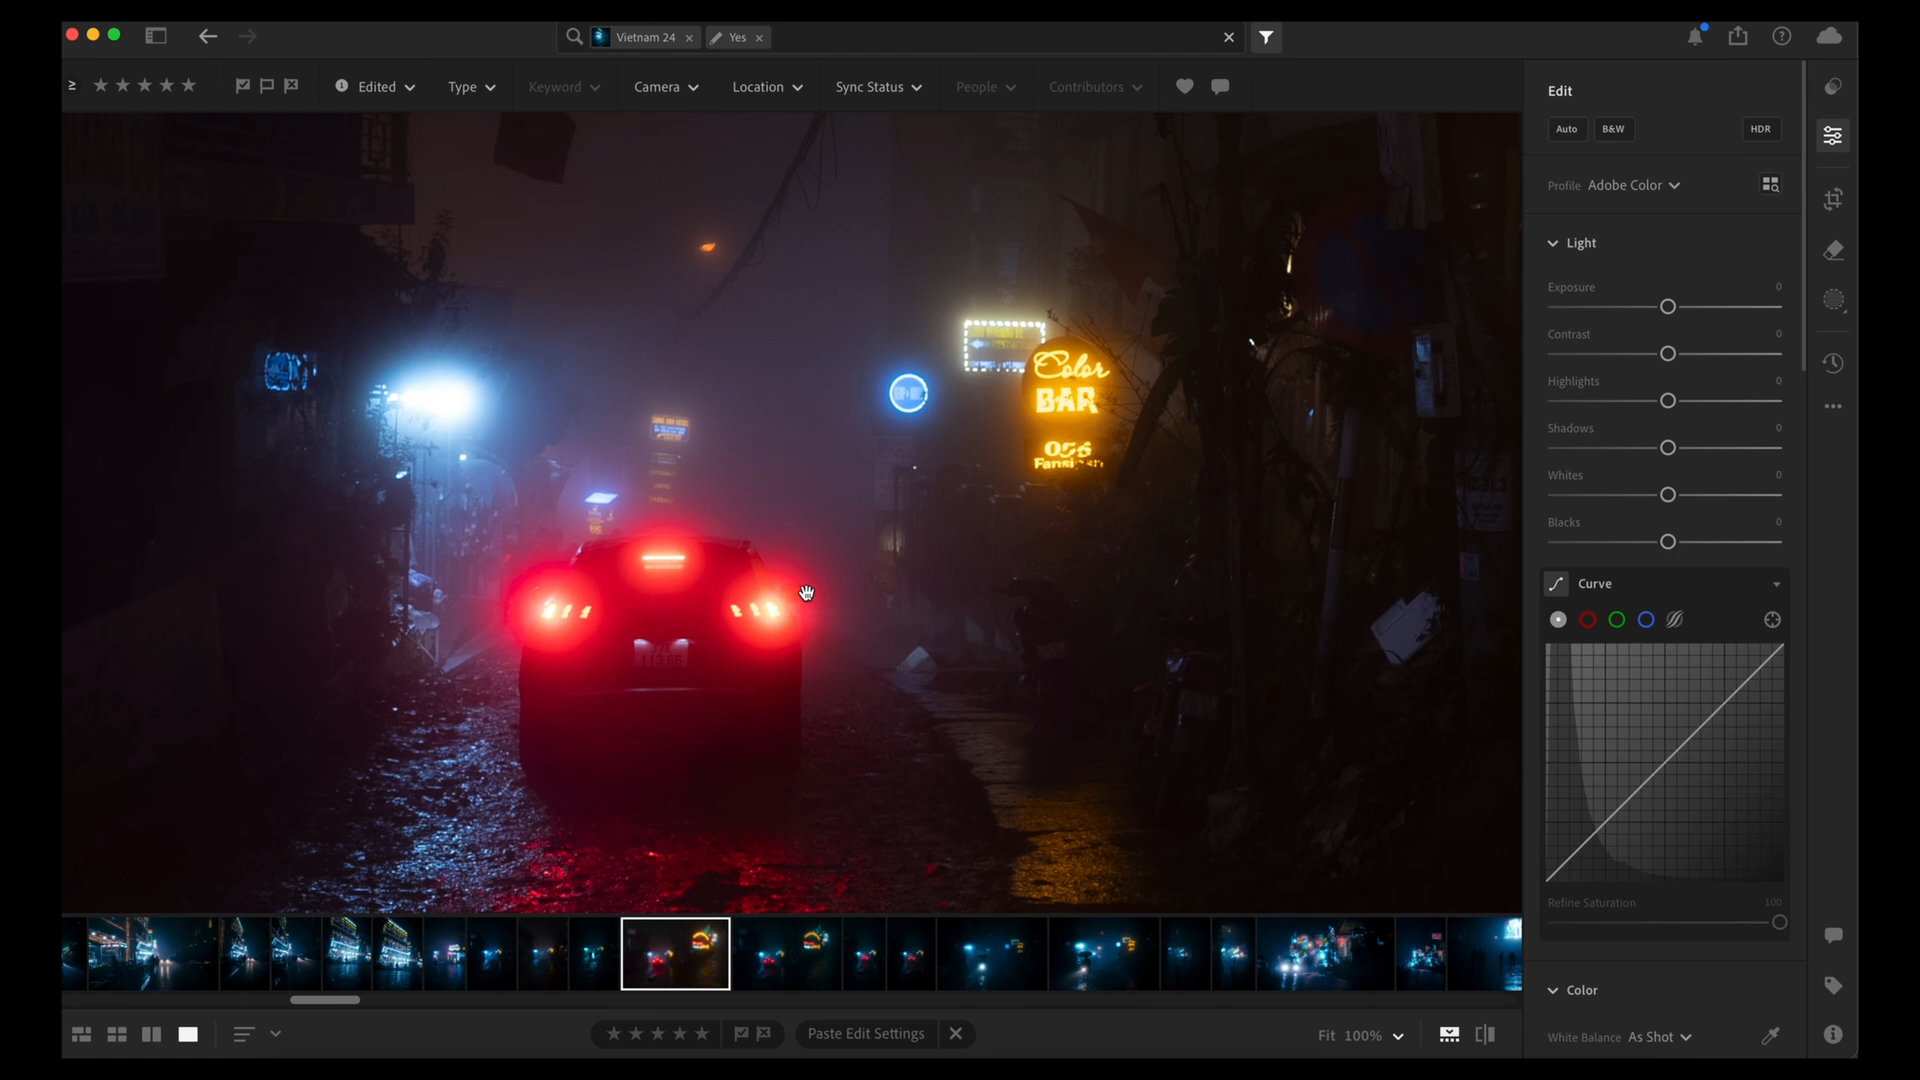 Vietnam 24
Yes
≥
Edited
Type
Keyword
Camera
Location
Sync Status
People
Contributors
Edit
Auto
B&W
HDR
Profile
Adobe Color
Light
Exposure
0
Contrast
0
Highlights
0
Shadows
0
Whites
0
Blacks
0
Curve
Refine Saturation
100
Color
White Balance
As Shot
Color
BAR
056
Paste Edit Settings
Fit
100%